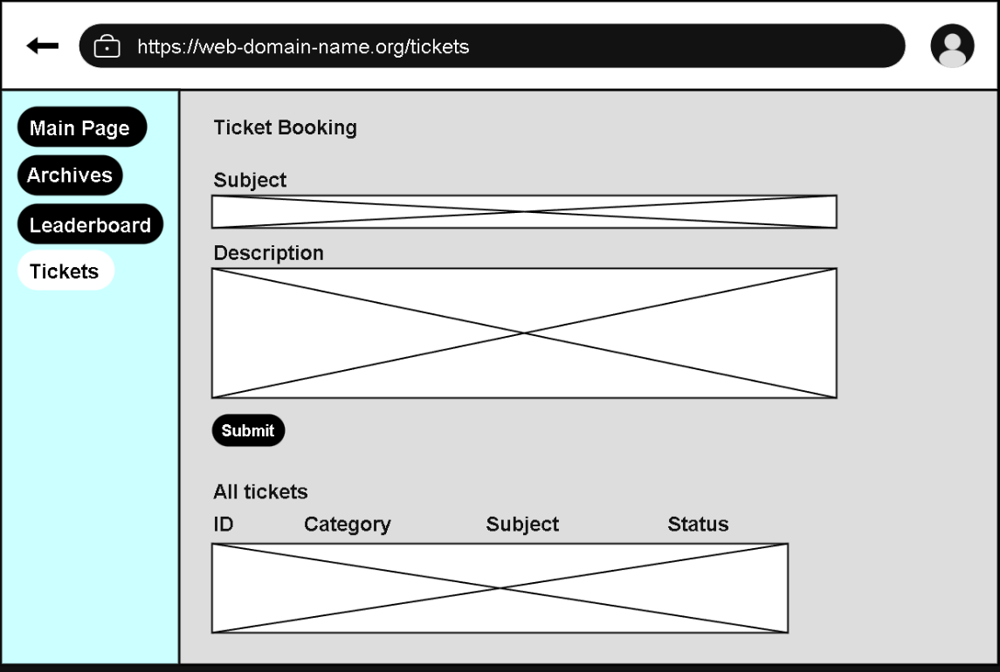 https://web-domain-name.org/tickets
Main Page
Archives
Leaderboard
Tickets
Ticket Booking
Subject
Description
Submit
All tickets
ID Category Subject Status